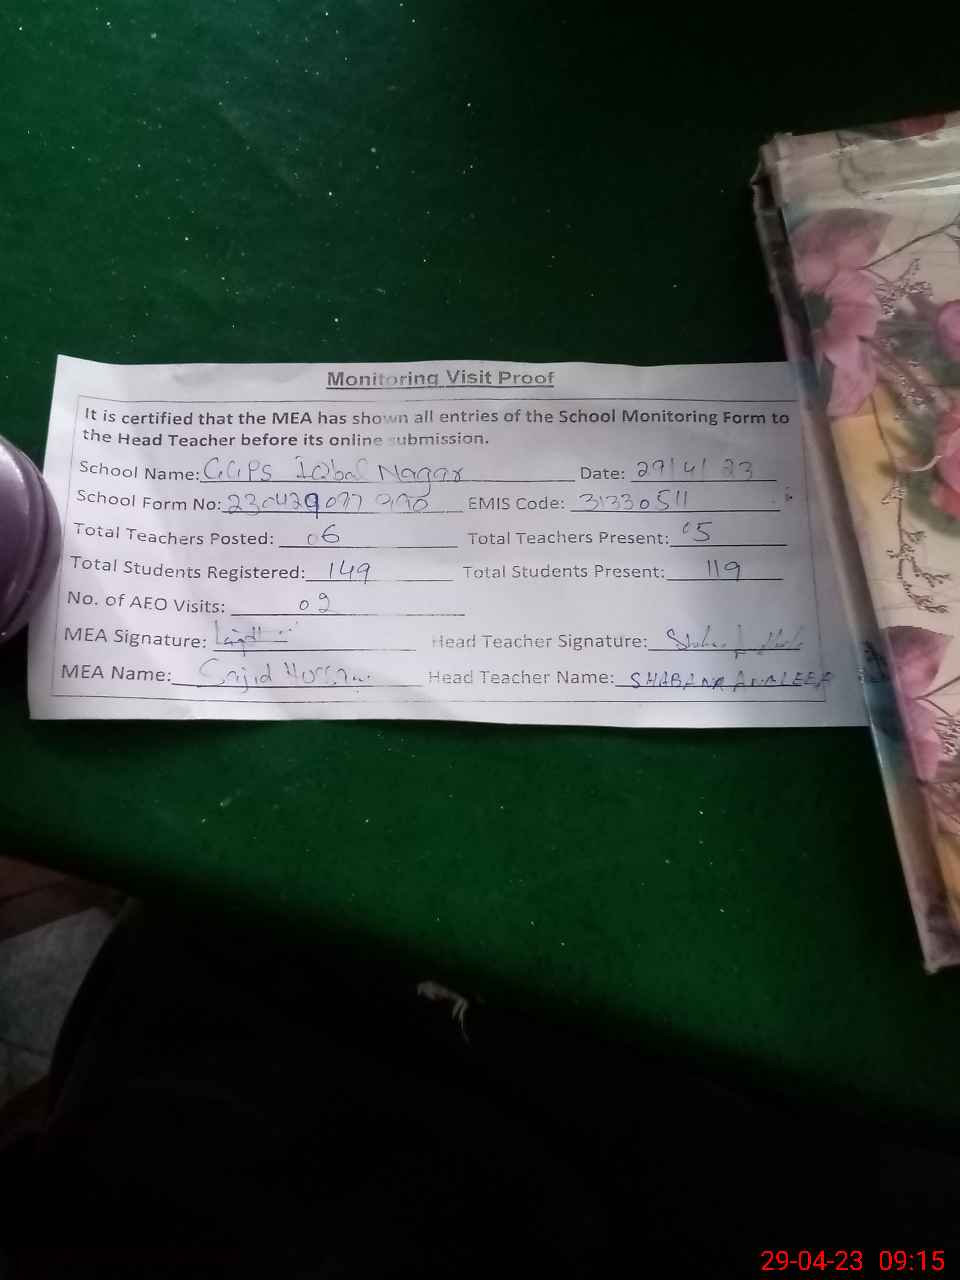 Monitoring Visit Proof
It is certified that the MEA has shown all entries of the School Monitoring Form to
the Head Teacher before its online submission.
School Name: GGPS Iqbal Nagar Date: 29/4/23
School Form No: EMIS Code: 31330511
Total Teachers Posted: 06 Total Teachers Present: 05
Total Students Registered: 149 Total Students Present: 119
No. of AEO Visits: 02
MEA Signature: Head Teacher Signature:
MEA Name: Sajid Hussain Head Teacher Name: SHABANA
29-04-23 09:15